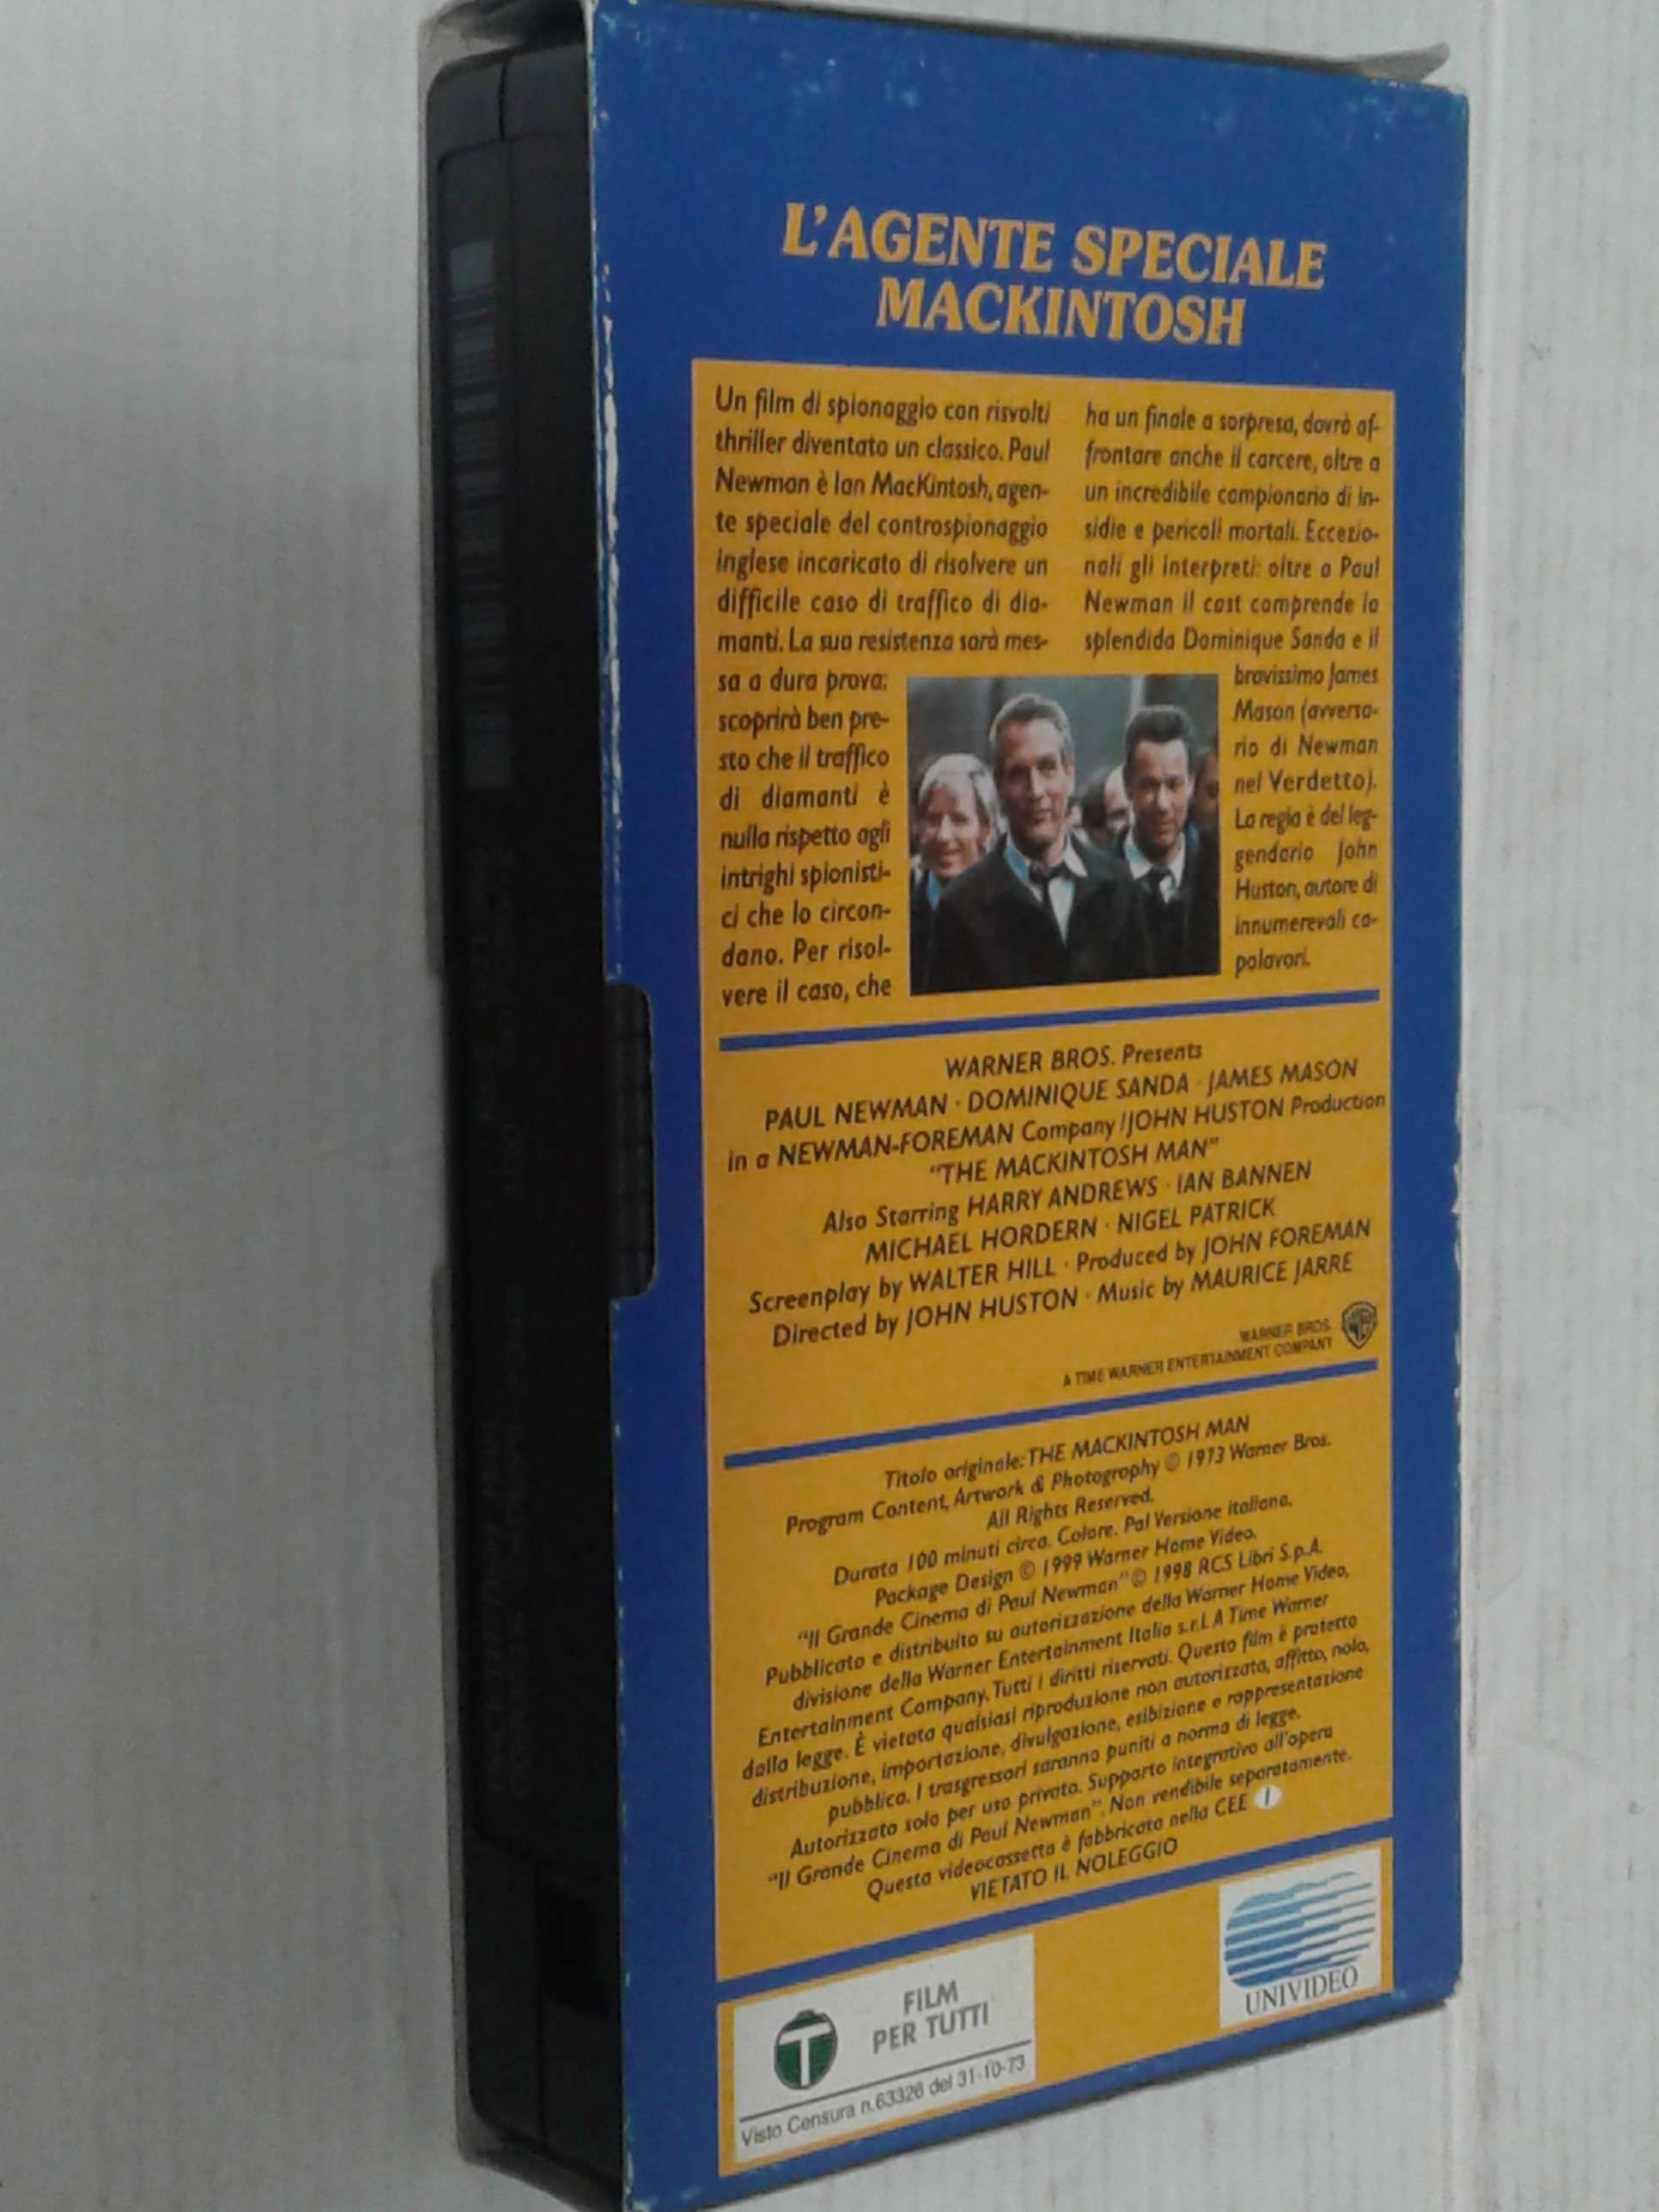 L'AGENTE SPECIALE
MACKINTOSH
Un film di spionaggio con risvolti
thriller diventato un classico. Paul
Newman è Ian MacKintosh, agen-
te speciale del controspionaggio
inglese incaricato di risolvere un
difficile caso di traffico di dia-
manti. La sua resistenza sarà mes-
sa a dura prova:
scoprirà ben pre-
sto che il traffico
di diamanti è
nulla rispetto agli
intrighi spionisti-
ci che lo circon-
dano. Per risol-
vere il caso, che
ha un finale a sorpresa, dovrà af-
frontare anche il carcere, oltre a
un incredibile campionario di in-
sidie e pericoli mortali. Eccezio-
nali gli interpreti: oltre a Paul
Newman il cast comprende la
splendida Dominique Sanda e il
bravissimo James
Mason (avversa-
rio di Newman
nel Verdetto).
La regia è del leg-
gendario John
Huston, autore di
innumerevoli ca-
polavori.
WARNER BROS. Presents
PAUL NEWMAN · DOMINIQUE SANDA · JAMES MASON
in a NEWMAN-FOREMAN Company / JOHN HUSTON Production
"THE MACKINTOSH MAN"
Also Starring HARRY ANDREWS · IAN BANNEN
MICHAEL HORDERN · NIGEL PATRICK
Screenplay by WALTER HILL · Produced by JOHN FOREMAN
Directed by JOHN HUSTON · Music by MAURICE JARRE
WARNER BROS.
A TIME WARNER ENTERTAINMENT COMPANY
Titolo originale: THE MACKINTOSH MAN
Program Content, Artwork & Photography © 1973 Warner Bros.
All Rights Reserved.
Durata 100 minuti circa. Colore. Pal Versione italiana.
Package Design © 1999 Warner Home Video.
"Il Grande Cinema di Paul Newman" © 1998 RCS Libri S.p.A.
Pubblicato e distribuito su autorizzazione della Warner Home Video,
divisione della Warner Entertainment Italia s.r.l. A Time Warner
Entertainment Company. Tutti i diritti riservati. Questo film è protetto
dalla legge. È vietata qualsiasi riproduzione non autorizzata, affitto, nolo,
distribuzione, importazione, divulgazione, esibizione e rappresentazione
pubblica. I trasgressori saranno puniti a norma di legge.
Autorizzato solo per uso privato. Supporto integrativo all'opera
"Il Grande Cinema di Paul Newman". Non vendibile separatamente.
Questa videocassetta è fabbricata nella CEE I
VIETATO IL NOLEGGIO
T
FILM
PER TUTTI
Visto Censura n.63326 del 31-10-73
UNIVIDEO